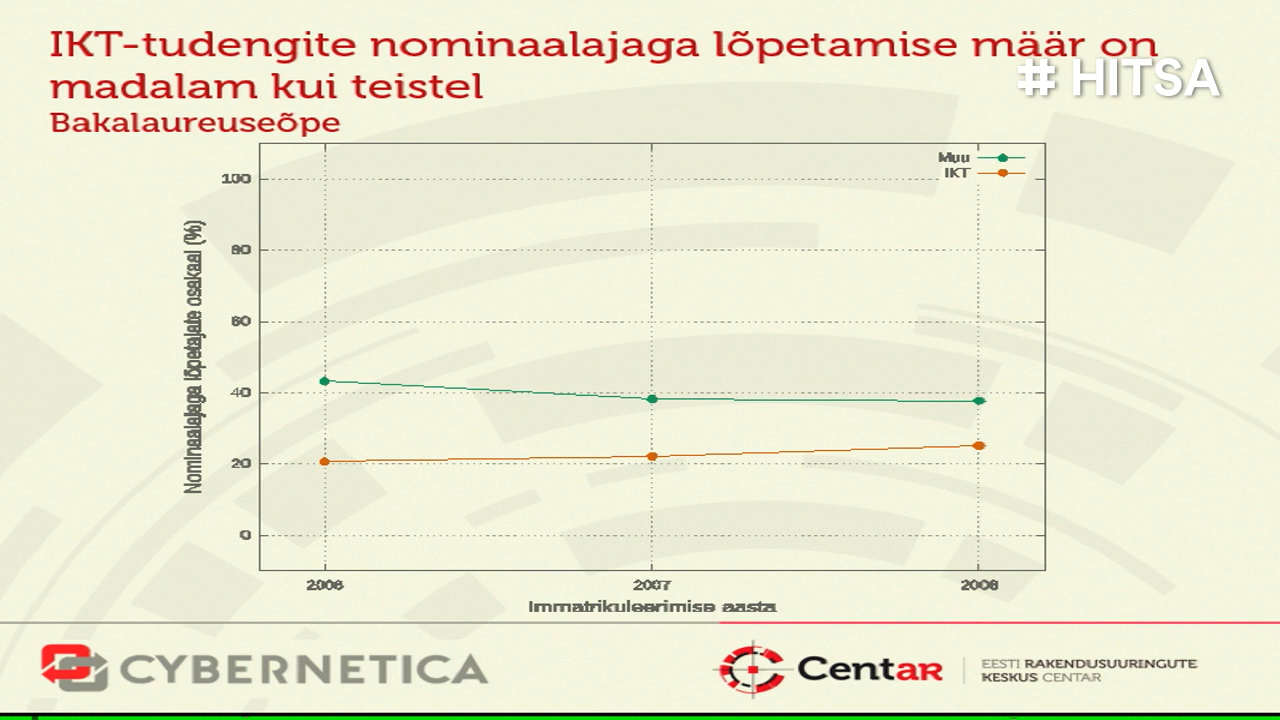 IKT-tudengite nominaalajaga lõpetamise määr on
madalam kui teistel
# HITSA
Bakalaureuseõpe
Muu
IKT
100
80
60
40
20
0
Nominaalajaga lõpetajate osakaal (%)
2006
2007
2008
Immatrikuleerimise aasta
CYBERNETICA
Centar
EESTI RAKENDUSUURINGUTE
KESKUS CENTAR